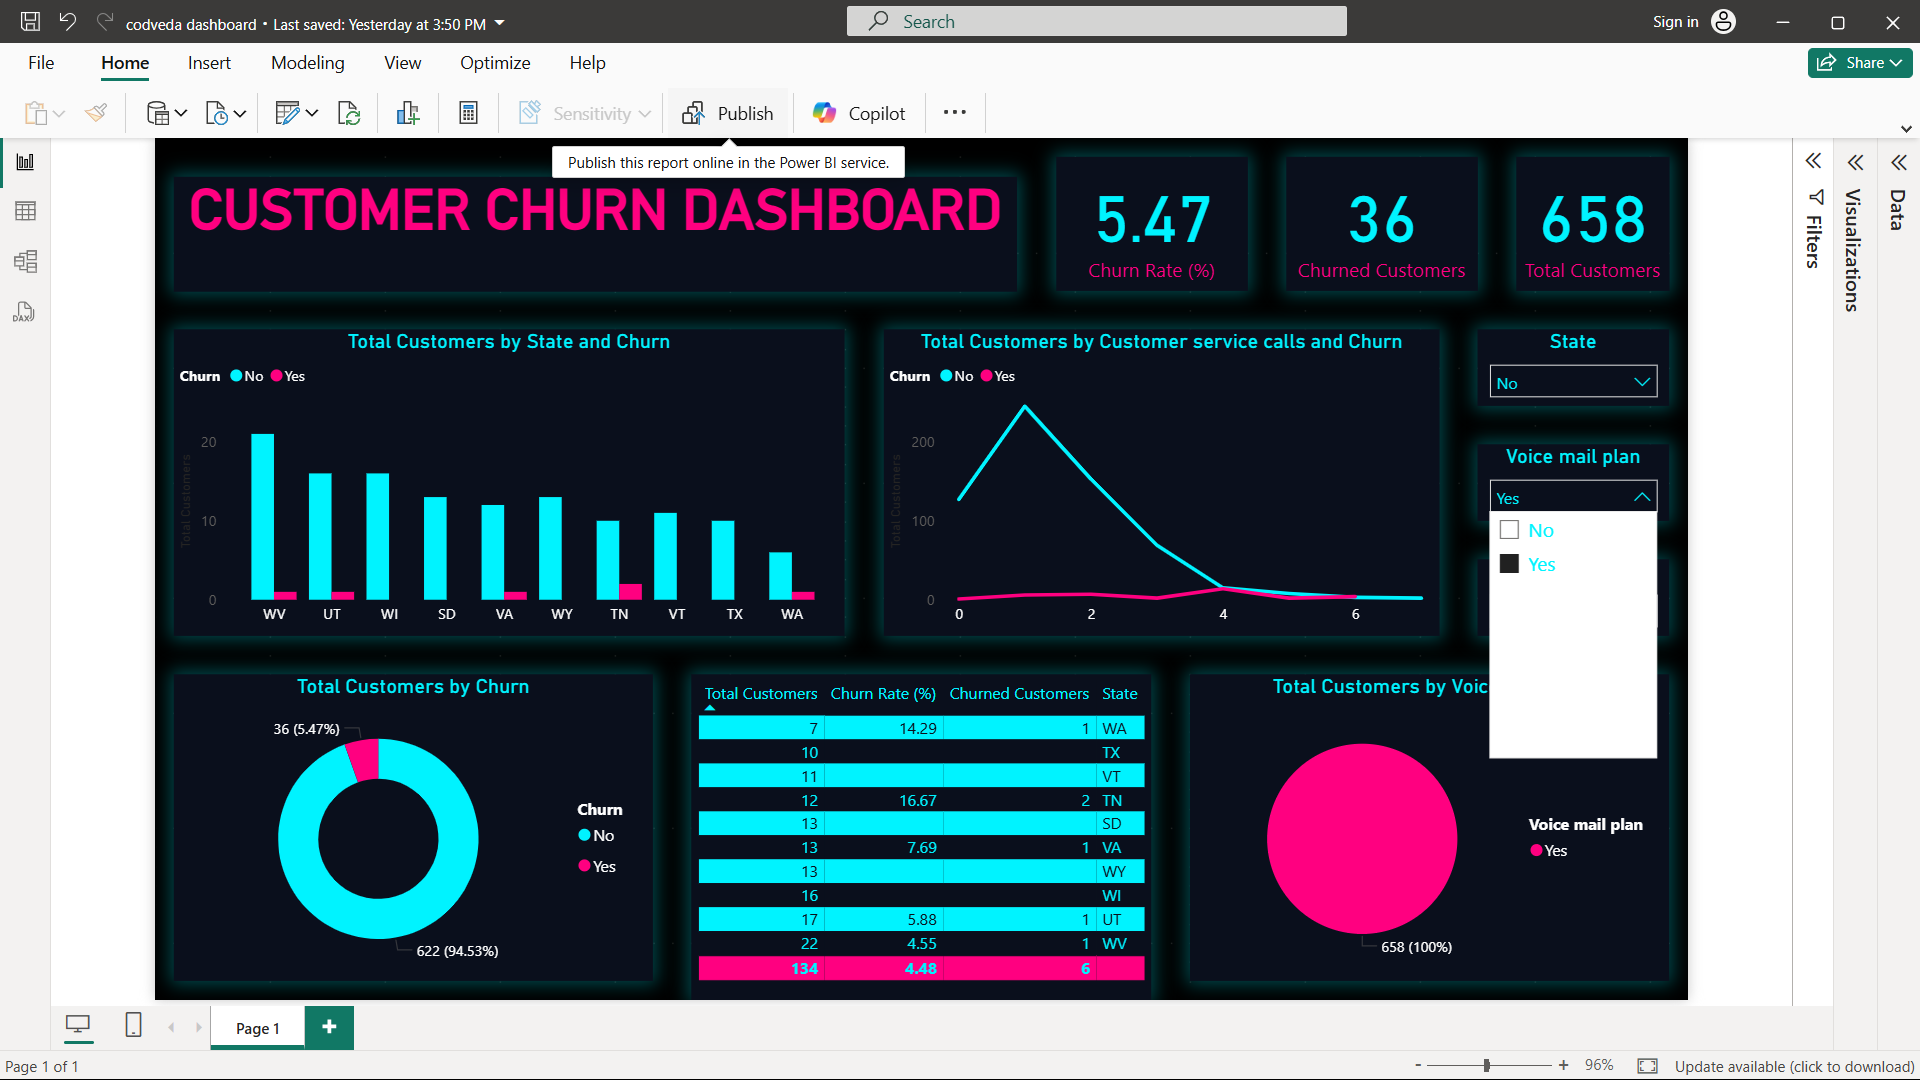 codveda dashboard • Last saved: Yesterday at 3:50 PM
Search
Sign in
File Home Insert Modeling View Optimize Help
Share
Sensitivity
Publish
Copilot
Publish this report online in the Power BI service.
DAX
CUSTOMER CHURN DASHBOARD
5.47
Churn Rate (%)
36
Churned Customers
658
Total Customers
Filters
Visualizations
Data
Total Customers by State and Churn
Churn No Yes
Total Customers
20
10
0
WV UT WI SD VA WY TN VT TX WA
Total Customers by Customer service calls and Churn
Churn No Yes
Total Customers
200
100
0
0 2 4 6
State
No
Voice mail plan
Yes
No
Yes
Total Customers by Churn
36 (5.47%)
622 (94.53%)
Churn
No
Yes
Total Customers Churn Rate (%) Churned Customers State
7 14.29 1 WA
10 TX
11 VT
12 16.67 2 TN
13 SD
13 7.69 1 VA
13 WY
16 WI
17 5.88 1 UT
22 4.55 1 WV
134 4.48 6
Total Customers by Voic
658 (100%)
Voice mail plan
Yes
Page 1
Page 1 of 1
96%
Update available (click to download)